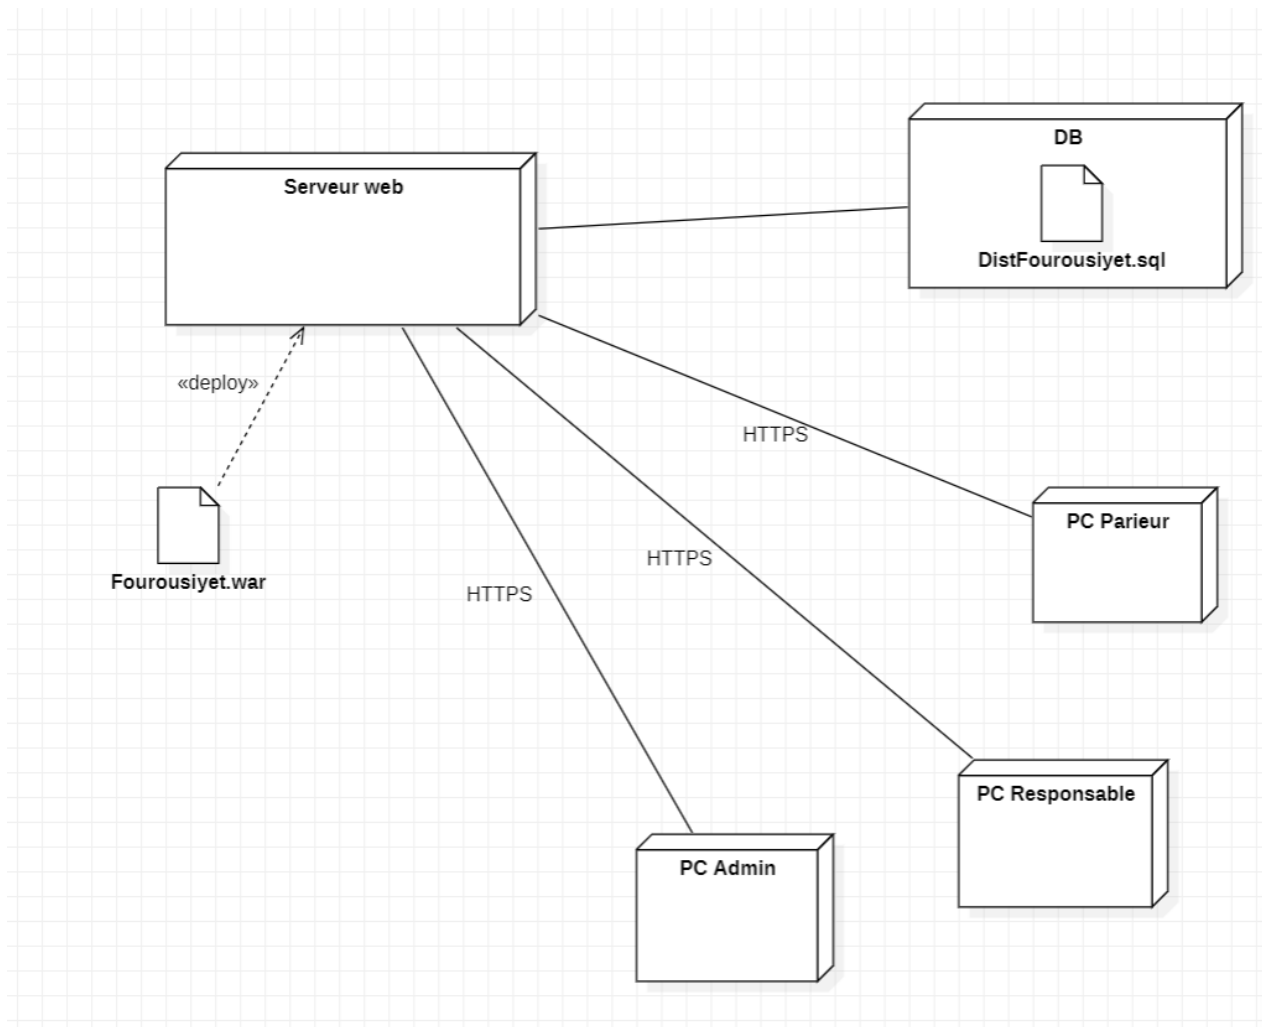 DB
Serveur web
DistFourousiyet.sql
«deploy»
HTTPS
PC Parieur
HTTPS
Fourousiyet.war
HTTPS
PC Responsable
PC Admin